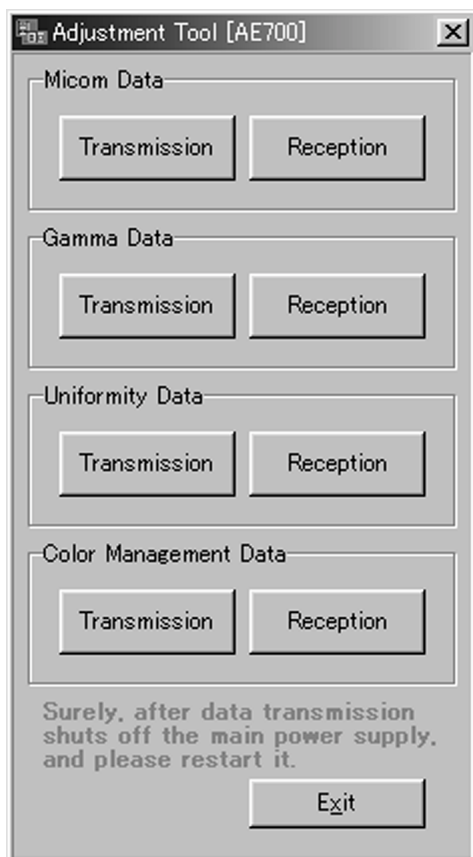 Adjustment Tool [AE700]
Micom Data
Transmission Reception
Gamma Data
Transmission Reception
Uniformity Data
Transmission Reception
Color Management Data
Transmission Reception
Surely, after data transmission
shuts off the main power supply,
and please restart it.
Exit